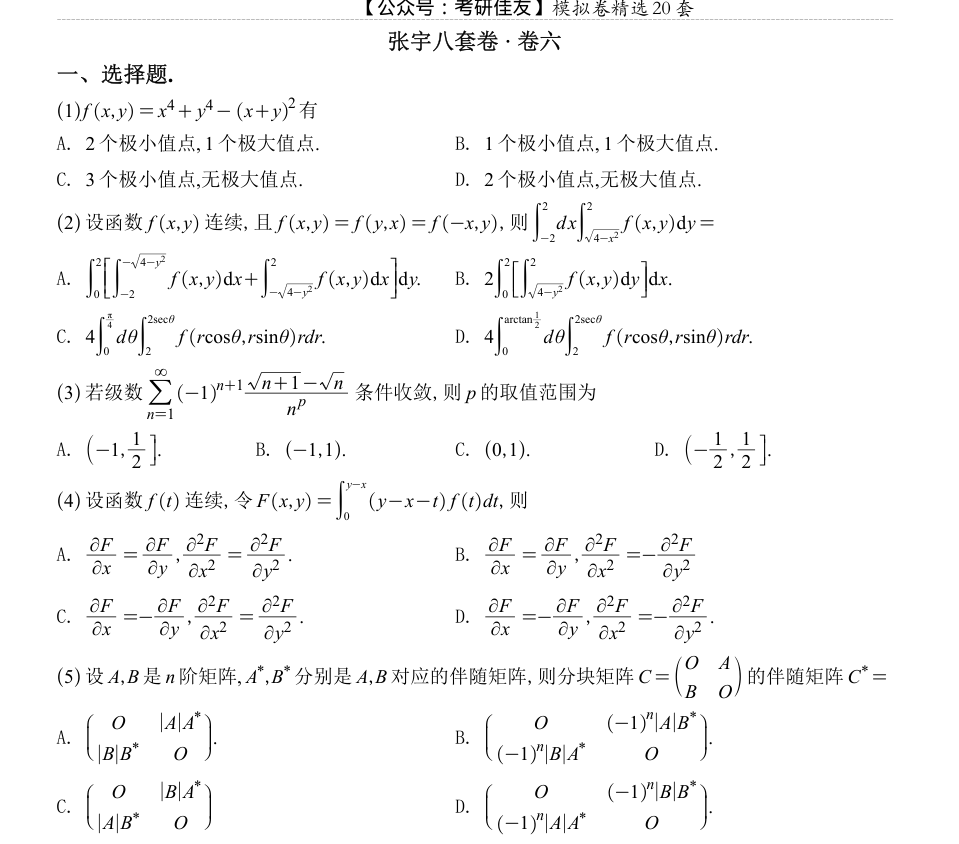 【公众号：考研佳友】模拟卷精选 20 套
张宇八套卷 · 卷六
一、选择题.
(1) f(x,y) = x⁴ + y⁴ − (x+y)² 有
A. 2 个极小值点, 1 个极大值点. B. 1 个极小值点, 1 个极大值点.
C. 3 个极小值点,无极大值点. D. 2 个极小值点,无极大值点.
(2) 设函数 f(x,y) 连续, 且 f(x,y) = f(y,x) = f(−x,y), 则 ∫_{−2}^{2} dx ∫_{√(4−x²)}^{2} f(x,y)dy =
A. ∫_{0}^{2} [∫_{−2}^{−√(4−y²)} f(x,y)dx + ∫_{−√(4−y²)}^{2} f(x,y)dx] dy. B. 2∫_{0}^{2} [∫_{√(4−y²)}^{2} f(x,y)dy] dx.
C. 4∫_{0}^{π/4} dθ ∫_{2}^{2secθ} f(rcosθ,rsinθ)rdr. D. 4∫_{0}^{arctan 1/2} dθ ∫_{2}^{2secθ} f(rcosθ,rsinθ)rdr.
(3) 若级数 ∑_{n=1}^{∞} (−1)^{n+1} (√(n+1) − √n)/n^p 条件收敛, 则 p 的取值范围为
A. (−1, 1/2]. B. (−1,1). C. (0,1). D. (−1/2, 1/2].
(4) 设函数 f(t) 连续, 令 F(x,y) = ∫_{0}^{y−x} (y−x−t)f(t)dt, 则
A. ∂F/∂x = ∂F/∂y, ∂²F/∂x² = ∂²F/∂y². B. ∂F/∂x = ∂F/∂y, ∂²F/∂x² = −∂²F/∂y²
C. ∂F/∂x = −∂F/∂y, ∂²F/∂x² = ∂²F/∂y². D. ∂F/∂x = −∂F/∂y, ∂²F/∂x² = −∂²F/∂y².
(5) 设 A,B 是 n 阶矩阵, A*,B* 分别是 A,B 对应的伴随矩阵, 则分块矩阵 C = (O A; B O) 的伴随矩阵 C* =
A. (O |A|A*; |B|B* O). B. (O (−1)ⁿ|A|B*; (−1)ⁿ|B|A* O).
C. (O |B|A*; |A|B* O) D. (O (−1)ⁿ|B|B*; (−1)ⁿ|A|A* O).